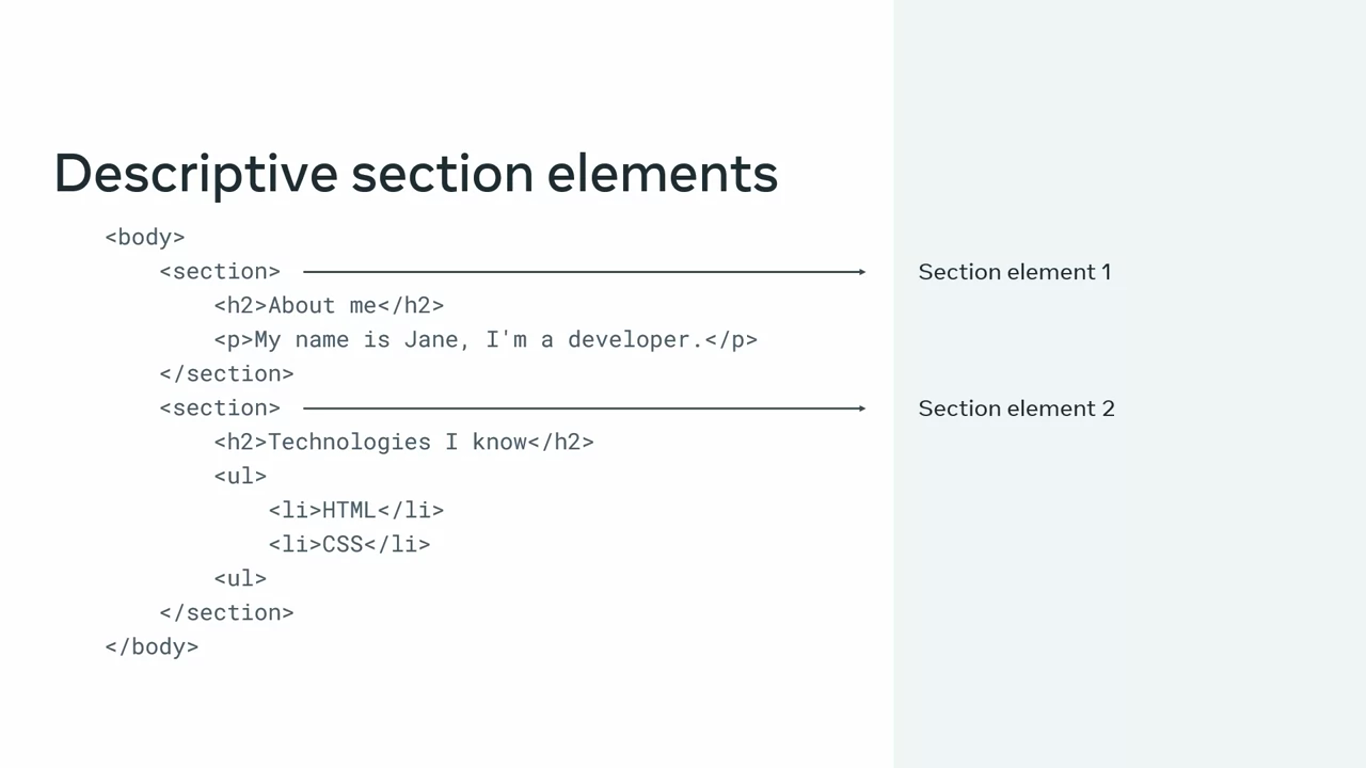 Descriptive section elements
<body>
<section>
Section element 1
<h2>About me</h2>
<p>My name is Jane, I'm a developer.</p>
</section>
<section>
Section element 2
<h2>Technologies I know</h2>
<ul>
<li>HTML</li>
<li>CSS</li>
<ul>
</section>
</body>